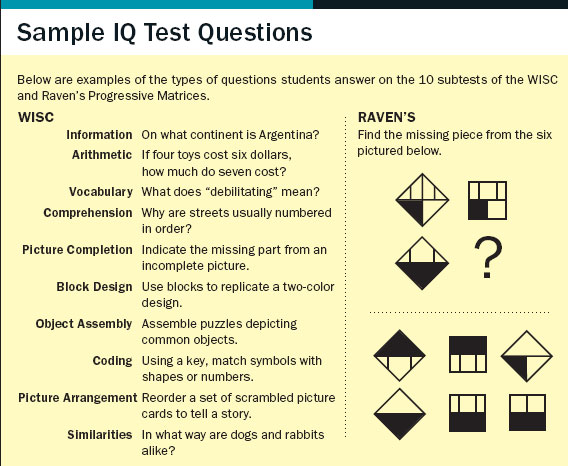 Sample IQ Test Questions
Below are examples of the types of questions students answer on the 10 subtests of the WISC
and Raven's Progressive Matrices.
WISC
Information On what continent is Argentina?
Arithmetic If four toys cost six dollars,
how much do seven cost?
Vocabulary What does "debilitating" mean?
Comprehension Why are streets usually numbered
in order?
Picture Completion Indicate the missing part from an
incomplete picture.
Block Design Use blocks to replicate a two-color
design.
Object Assembly Assemble puzzles depicting
common objects.
Coding Using a key, match symbols with
shapes or numbers.
Picture Arrangement Reorder a set of scrambled picture
cards to tell a story.
Similarities In what way are dogs and rabbits
alike?
RAVEN'S
Find the missing piece from the six
pictured below.
?